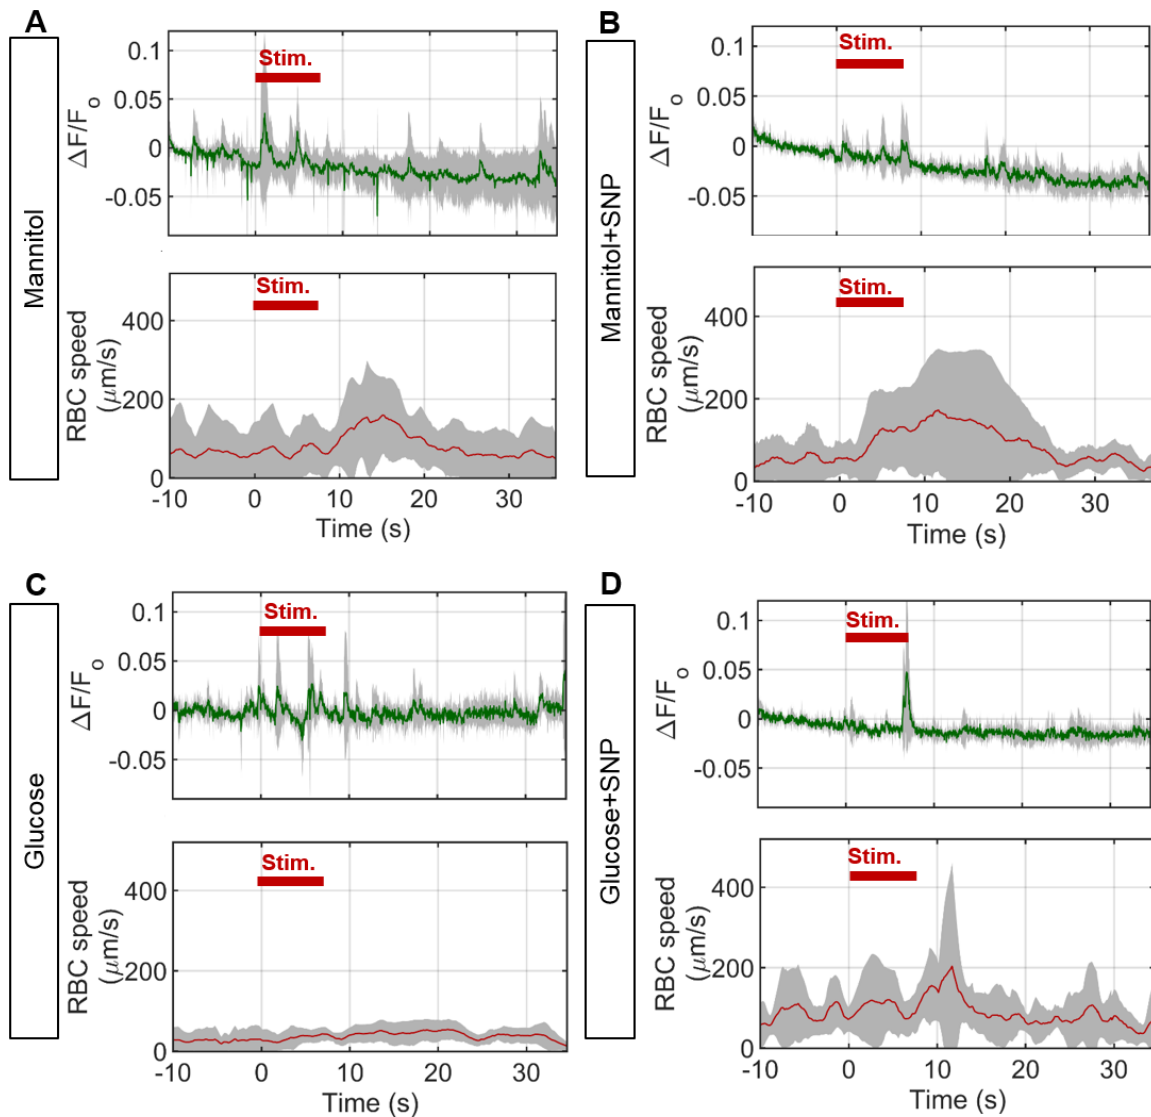 A
Mannitol
0.1
0.05
0
-0.05
ΔF/Fo
Stim.
400
200
0
RBC speed
(μm/s)
Stim.
-10 0 10 20 30
Time (s)
B
Mannitol+SNP
0.1
0.05
0
-0.05
ΔF/Fo
Stim.
400
200
0
RBC speed
(μm/s)
Stim.
-10 0 10 20 30
Time (s)
C
Glucose
0.1
0.05
0
-0.05
ΔF/Fo
Stim.
400
200
0
RBC speed
(μm/s)
Stim.
-10 0 10 20 30
Time (s)
D
Glucose+SNP
0.1
0.05
0
-0.05
ΔF/Fo
Stim.
400
200
0
RBC speed
(μm/s)
Stim.
-10 0 10 20 30
Time (s)